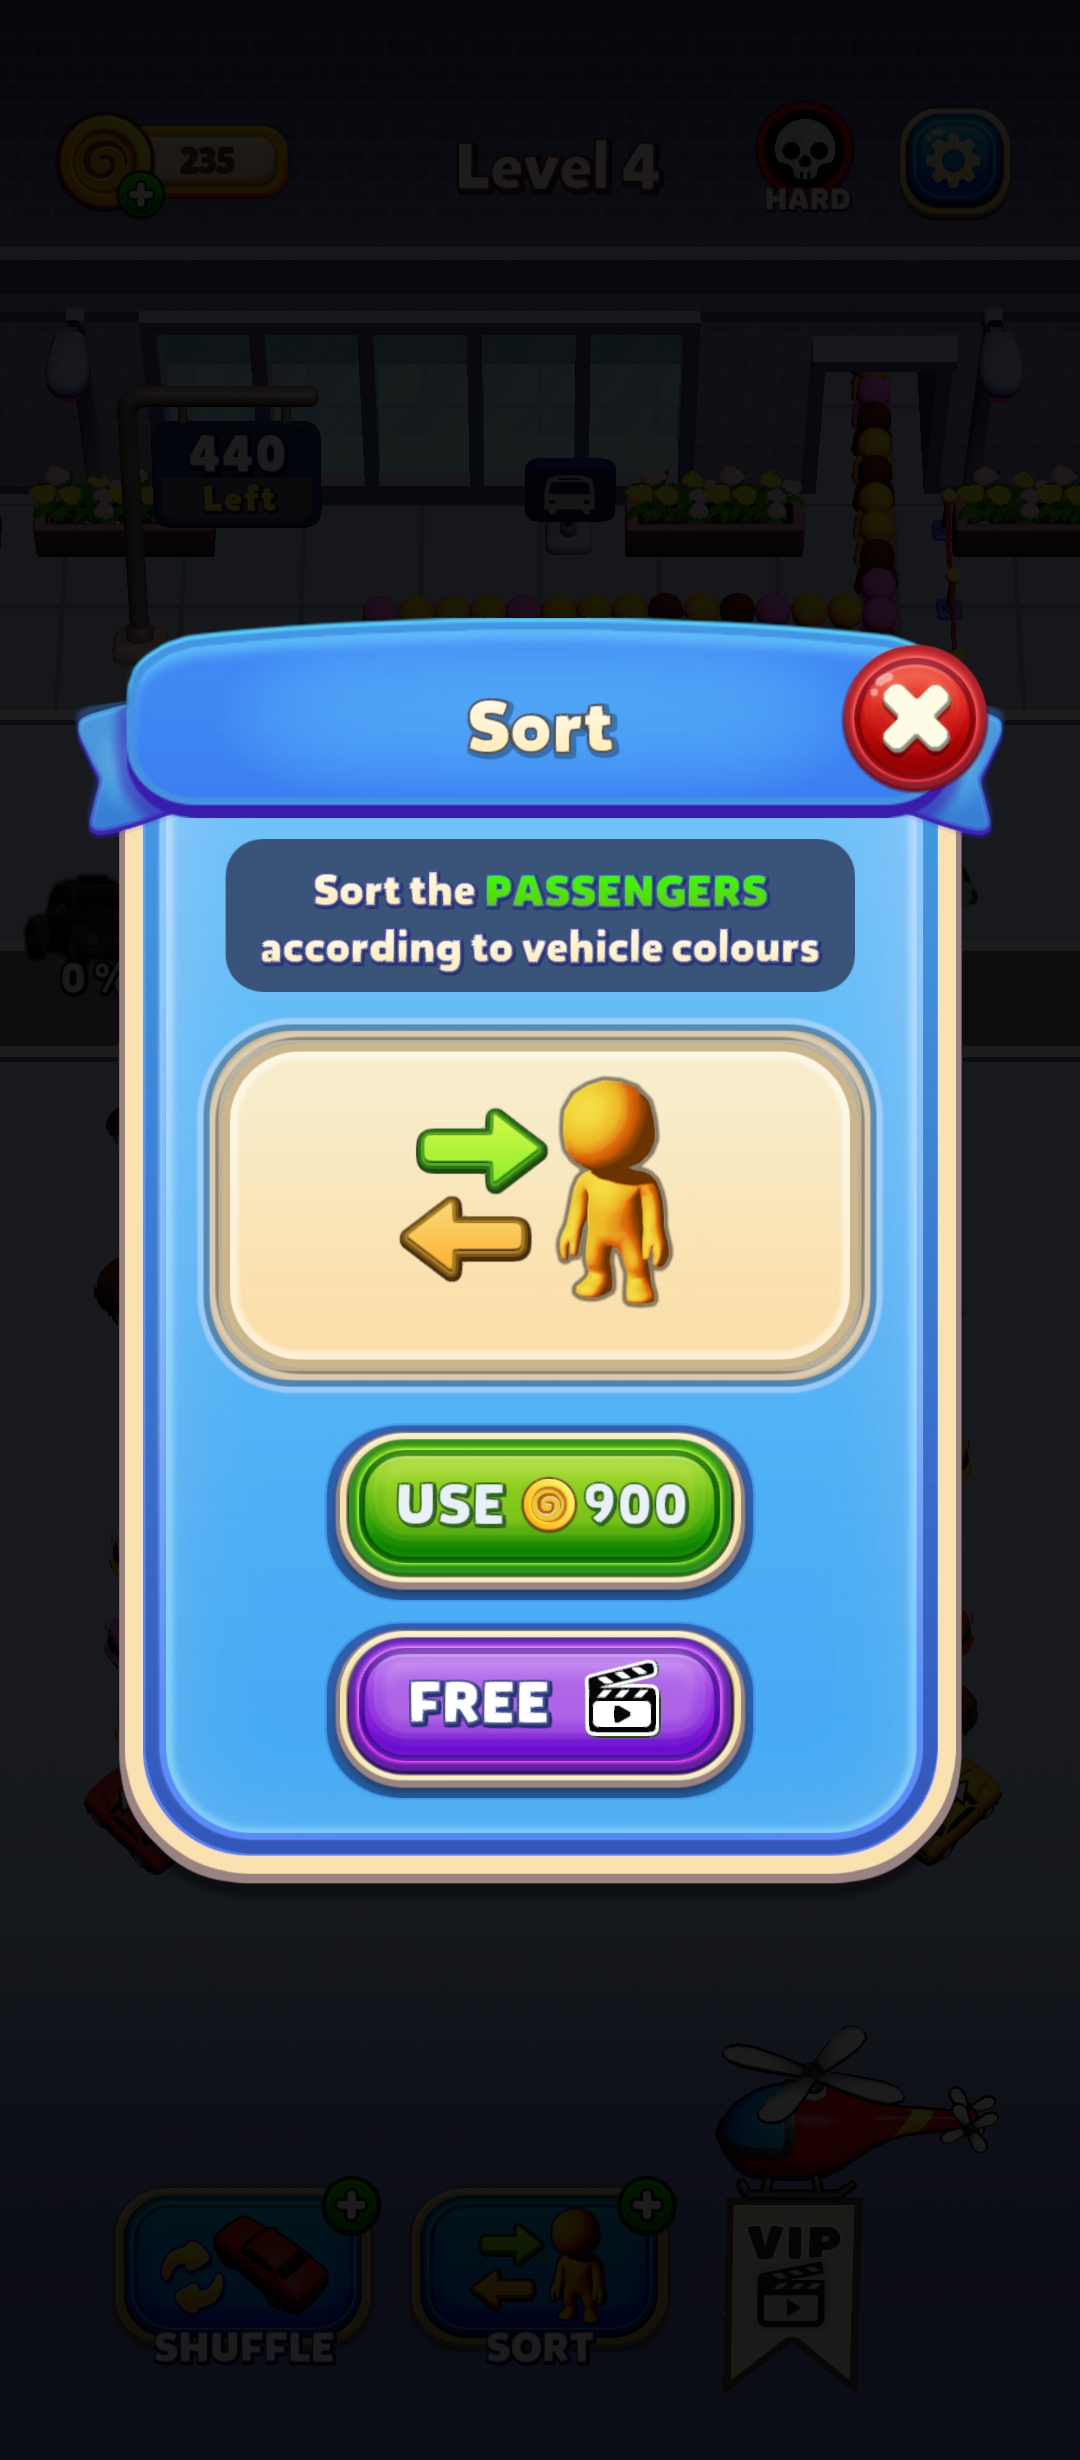 235
Level 4
HARD
440
Left
Sort
Sort the PASSENGERS
according to vehicle colours
0 %
USE 900
FREE
VIP
SHUFFLE
SORT